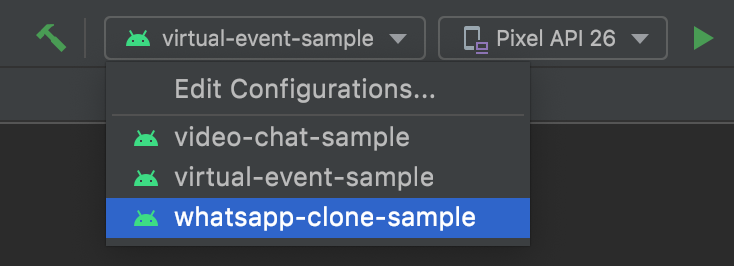 virtual-event-sample
Pixel API 26
Edit Configurations...
video-chat-sample
virtual-event-sample
whatsapp-clone-sample